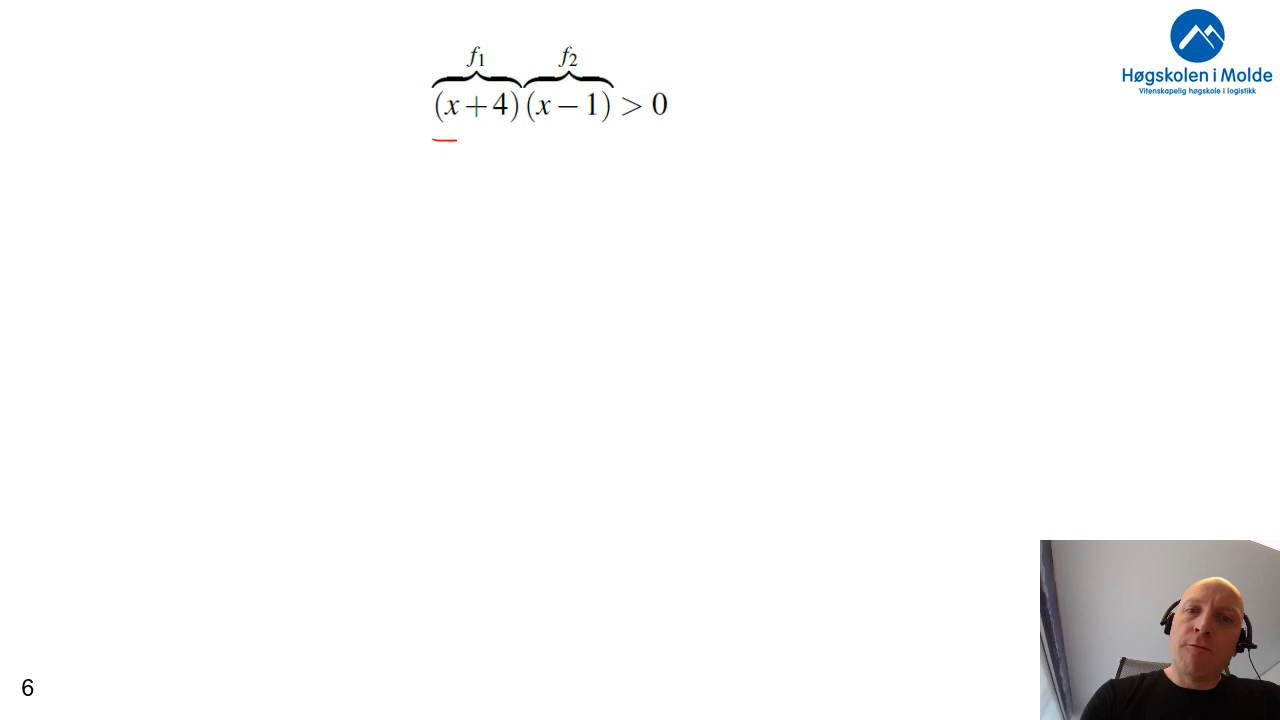 f₁ f₂
(x + 4)(x − 1) > 0
Høgskolen i Molde
Vitenskapelig høgskole i logistikk
6